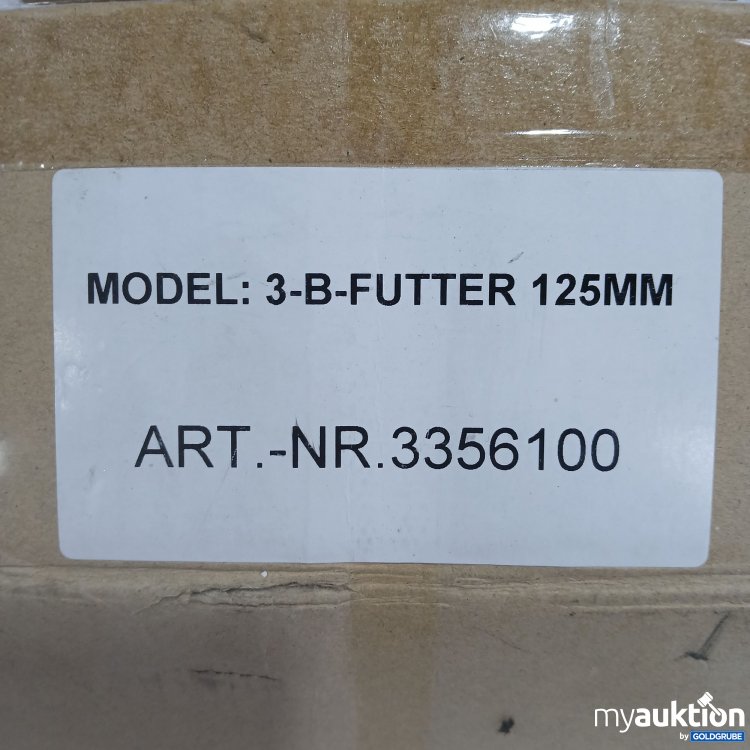 MODEL: 3-B-FUTTER 125MM
ART.-NR.3356100
myauktion
by GOLDGRUBE